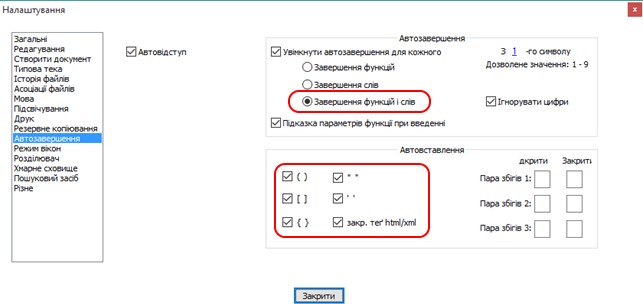 Налаштування
Загальні
Редагування
Створити документ
Типова тека
Історія файлів
Асоціації файлів
Мова
Підсвічування
Друк
Резервне копіювання
Автозавершення
Режим вікон
Розділювач
Хмарне сховище
Пошуковий засіб
Різне
Автовідступ
Автозавершення
Увімкнути автозавершення для кожного
З 1 -го символу
Завершення функцій
Дозволене значення: 1 - 9
Завершення слів
Завершення функцій і слів
Ігнорувати цифри
Підказка параметрів функції при введенні
Автовставлення
дкрити Закрити
( ) " " Пара збігів 1:
[ ] ' ' Пара збігів 2:
{ } закр. теґ html/xml Пара збігів 3:
Закрити